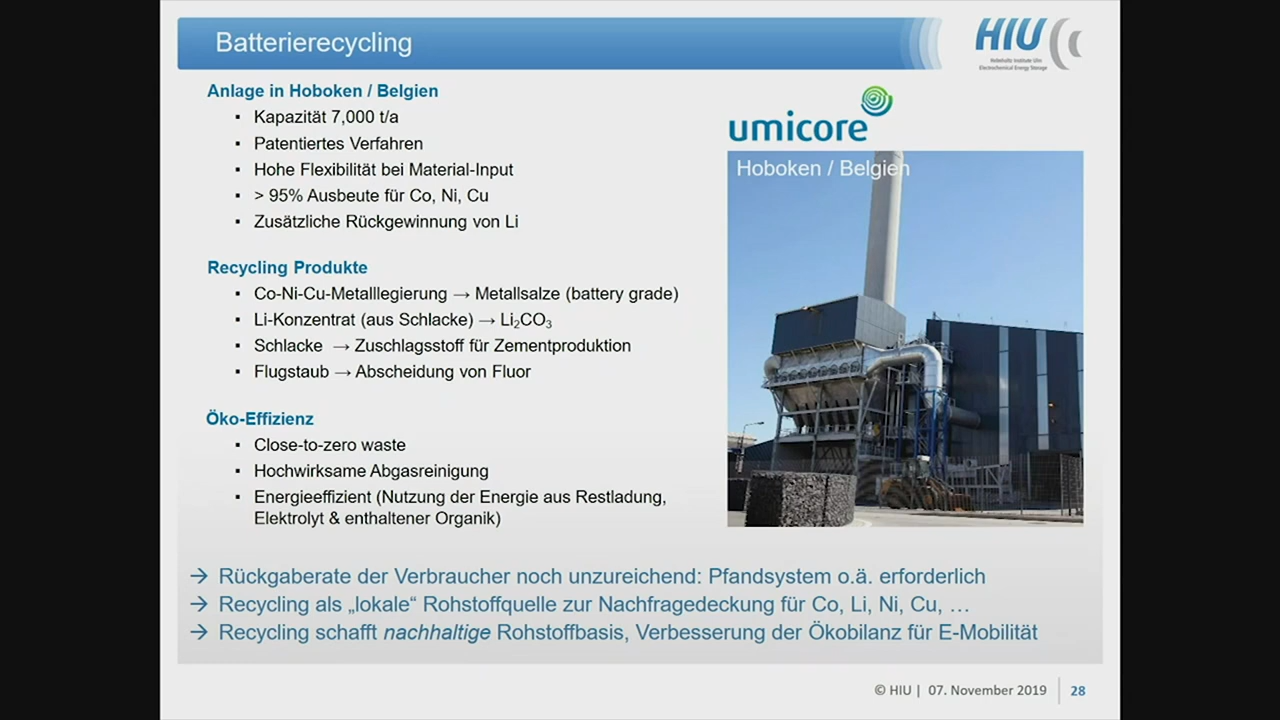 Batterierecycling
HIU
Helmholtz Institute Ulm
Electrochemical Energy Storage
Anlage in Hoboken / Belgien
▪ Kapazität 7,000 t/a
▪ Patentiertes Verfahren
▪ Hohe Flexibilität bei Material-Input
▪ > 95% Ausbeute für Co, Ni, Cu
▪ Zusätzliche Rückgewinnung von Li
Recycling Produkte
▪ Co-Ni-Cu-Metalllegierung → Metallsalze (battery grade)
▪ Li-Konzentrat (aus Schlacke) → Li₂CO₃
▪ Schlacke → Zuschlagsstoff für Zementproduktion
▪ Flugstaub → Abscheidung von Fluor
Öko-Effizienz
▪ Close-to-zero waste
▪ Hochwirksame Abgasreinigung
▪ Energieeffizient (Nutzung der Energie aus Restladung,
Elektrolyt & enthaltener Organik)
umicore
Hoboken / Belgien
→ Rückgaberate der Verbraucher noch unzureichend: Pfandsystem o.ä. erforderlich
→ Recycling als „lokale“ Rohstoffquelle zur Nachfragedeckung für Co, Li, Ni, Cu, …
→ Recycling schafft nachhaltige Rohstoffbasis, Verbesserung der Ökobilanz für E-Mobilität
© HIU | 07. November 2019 28